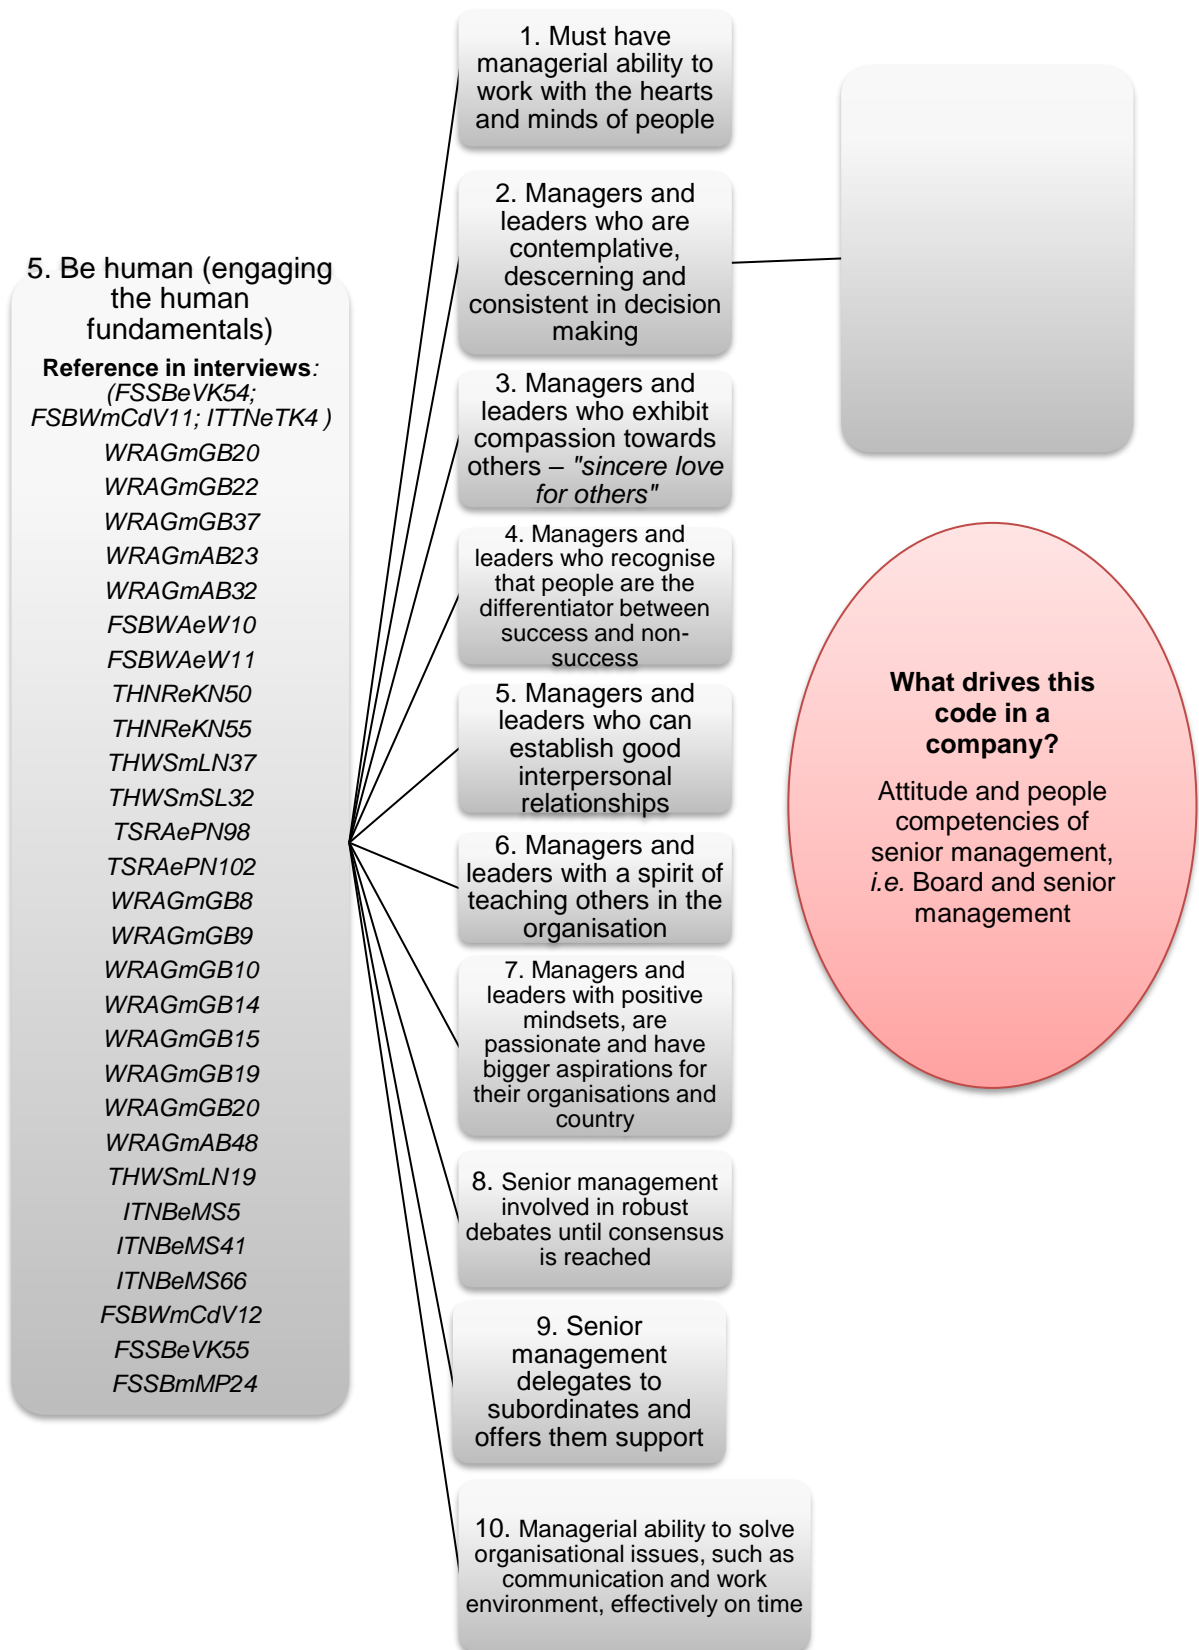 5. Be human (engaging
the human
fundamentals)
Reference in interviews:
(FSSBeVK54;
FSBWmCdV11; ITTNeTK4 )
WRAGmGB20
WRAGmGB22
WRAGmGB37
WRAGmAB23
WRAGmAB32
FSBWAeW10
FSBWAeW11
THNReKN50
THNReKN55
THWSmLN37
THWSmSL32
TSRAePN98
TSRAePN102
WRAGmGB8
WRAGmGB9
WRAGmGB10
WRAGmGB14
WRAGmGB15
WRAGmGB19
WRAGmGB20
WRAGmAB48
THWSmLN19
ITNBeMS5
ITNBeMS41
ITNBeMS66
FSBWmCdV12
FSSBeVK55
FSSBmMP24
1. Must have
managerial ability to
work with the hearts
and minds of people
2. Managers and
leaders who are
contemplative,
descerning and
consistent in decision
making
3. Managers and
leaders who exhibit
compassion towards
others – "sincere love
for others"
4. Managers and
leaders who recognise
that people are the
differentiator between
success and non-
success
5. Managers and
leaders who can
establish good
interpersonal
relationships
6. Managers and
leaders with a spirit of
teaching others in the
organisation
7. Managers and
leaders with positive
mindsets, are
passionate and have
bigger aspirations for
their organisations and
country
8. Senior management
involved in robust
debates until consensus
is reached
9. Senior
management
delegates to
subordinates and
offers them support
10. Managerial ability to solve
organisational issues, such as
communication and work
environment, effectively on time
What drives this
code in a
company?
Attitude and people
competencies of
senior management,
i.e. Board and senior
management